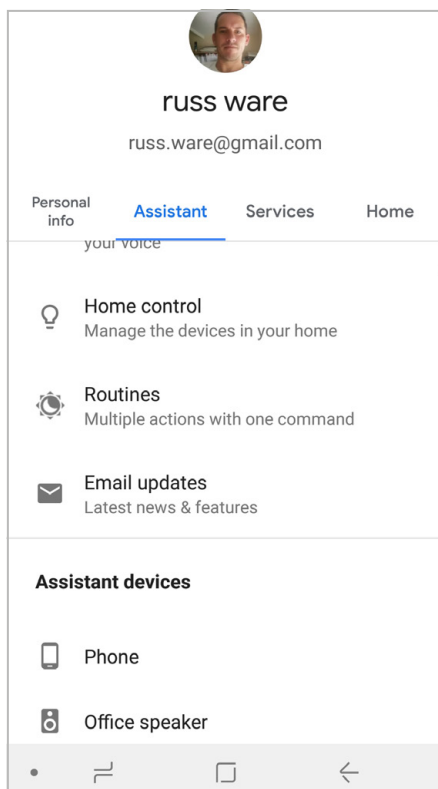 russ ware
russ.ware@gmail.com
Personal
info
Assistant
Services
Home
your voice
Home control
Manage the devices in your home
Routines
Multiple actions with one command
Email updates
Latest news & features
Assistant devices
Phone
Office speaker